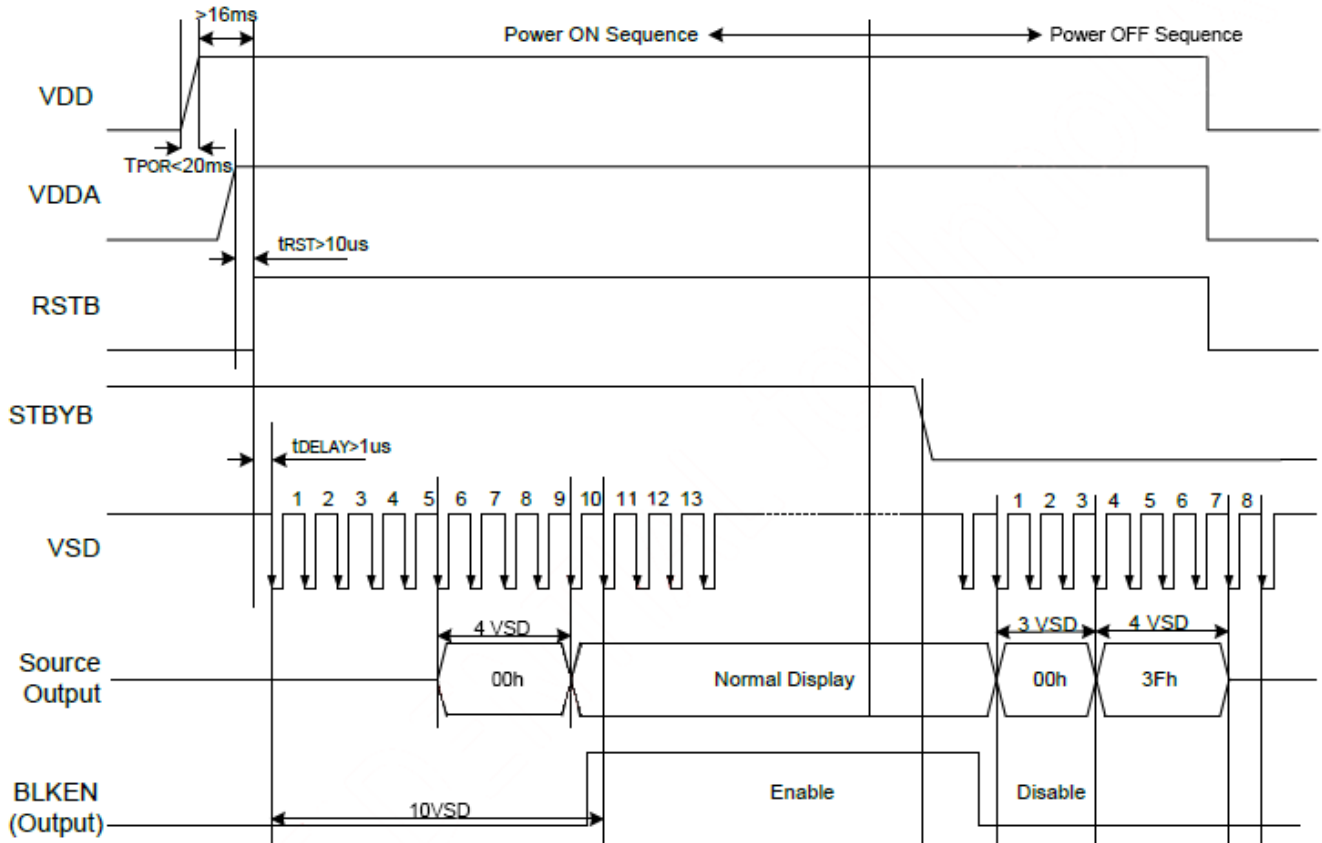 >16ms
Power ON Sequence
Power OFF Sequence
VDD
TPOR<20ms
VDDA
tRST>10us
RSTB
STBYB
tDELAY>1us
1 2 3 4 5 6 7 8 9 10 11 12 13
1 2 3 4 5 6 7 8
VSD
4 VSD
3 VSD
4 VSD
Source
Output
00h
Normal Display
00h
3Fh
BLKEN
(Output)
10VSD
Enable
Disable